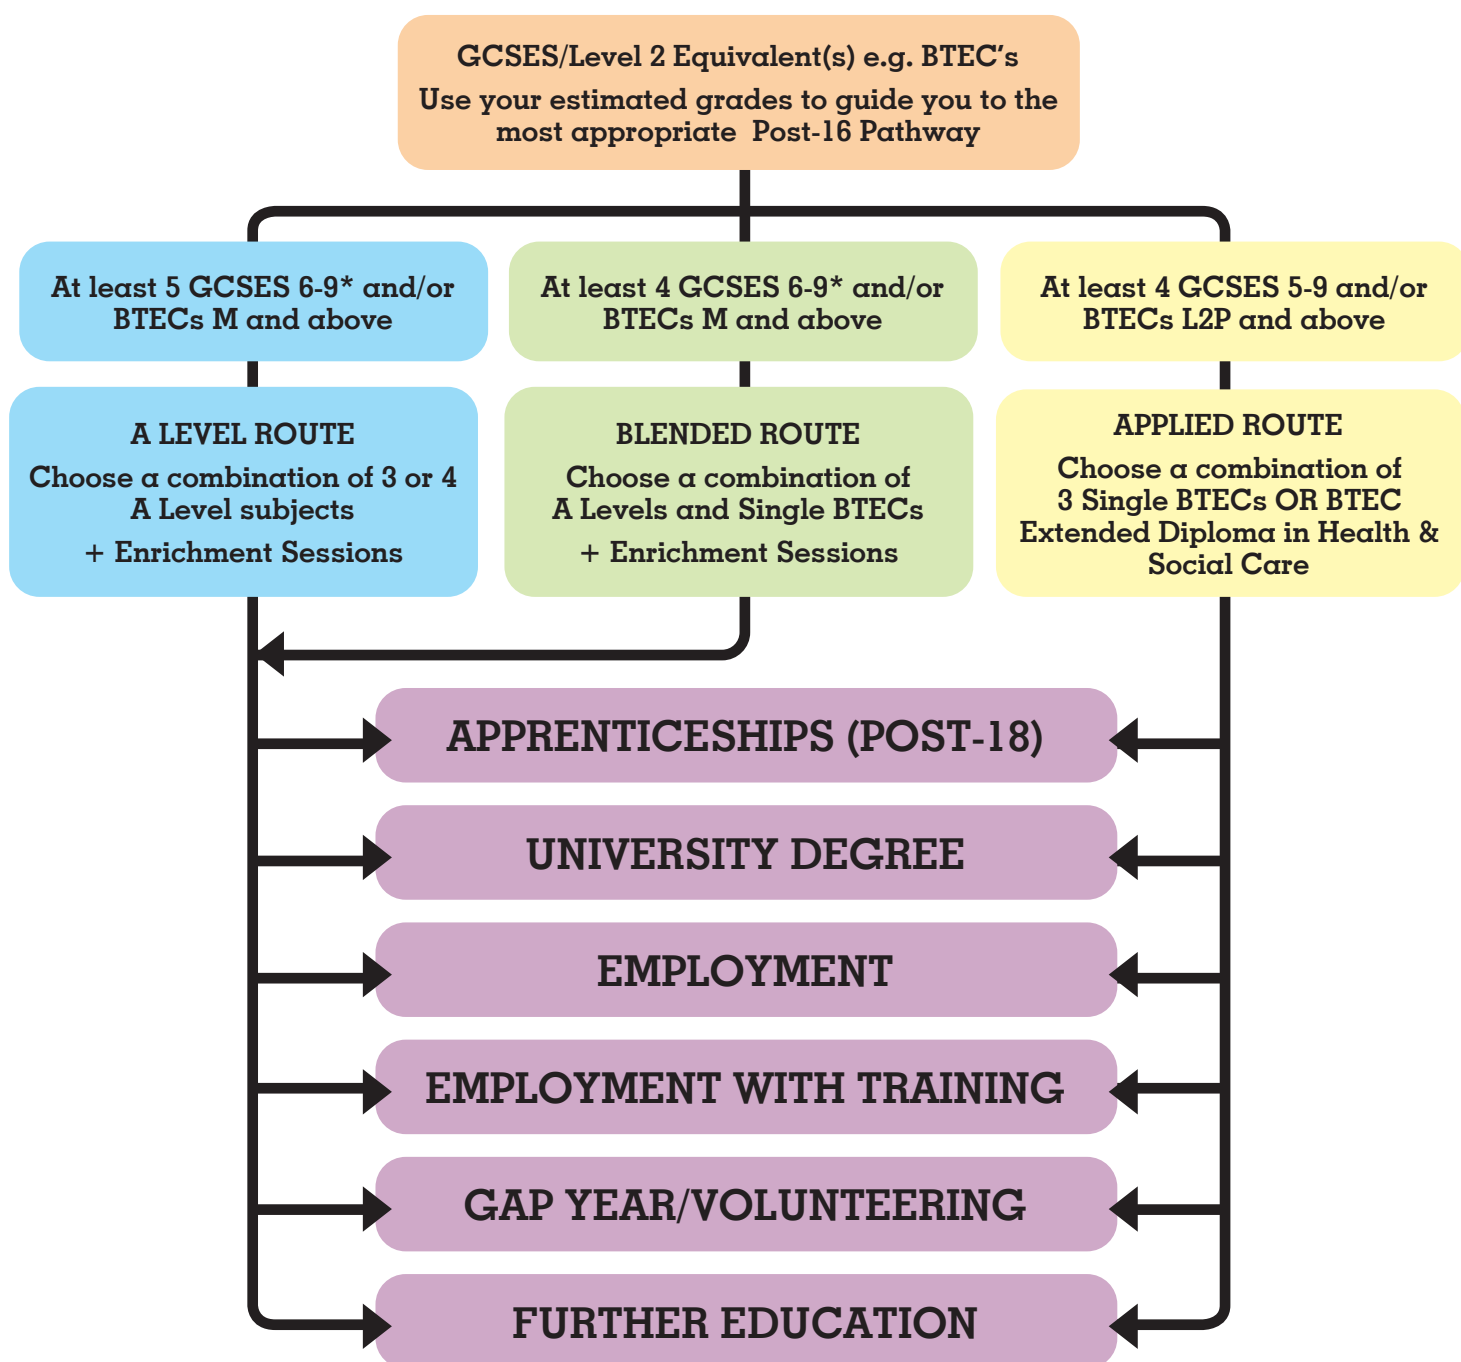 GCSES/Level 2 Equivalent(s) e.g. BTEC’s
Use your estimated grades to guide you to the
most appropriate Post-16 Pathway
At least 5 GCSES 6-9* and/or
BTECs M and above
At least 4 GCSES 6-9* and/or
BTECs M and above
At least 4 GCSES 5-9 and/or
BTECs L2P and above
A LEVEL ROUTE
Choose a combination of 3 or 4
A Level subjects
+ Enrichment Sessions
BLENDED ROUTE
Choose a combination of
A Levels and Single BTECs
+ Enrichment Sessions
APPLIED ROUTE
Choose a combination of
3 Single BTECs OR BTEC
Extended Diploma in Health &
Social Care
APPRENTICESHIPS (POST-18)
UNIVERSITY DEGREE
EMPLOYMENT
EMPLOYMENT WITH TRAINING
GAP YEAR/VOLUNTEERING
FURTHER EDUCATION